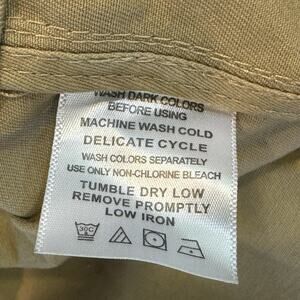 WASH DARK COLORS
BEFORE USING
MACHINE WASH COLD
DELICATE CYCLE
WASH COLORS SEPARATELY
USE ONLY NON-CHLORINE BLEACH
TUMBLE DRY LOW
REMOVE PROMPTLY
LOW IRON
30C